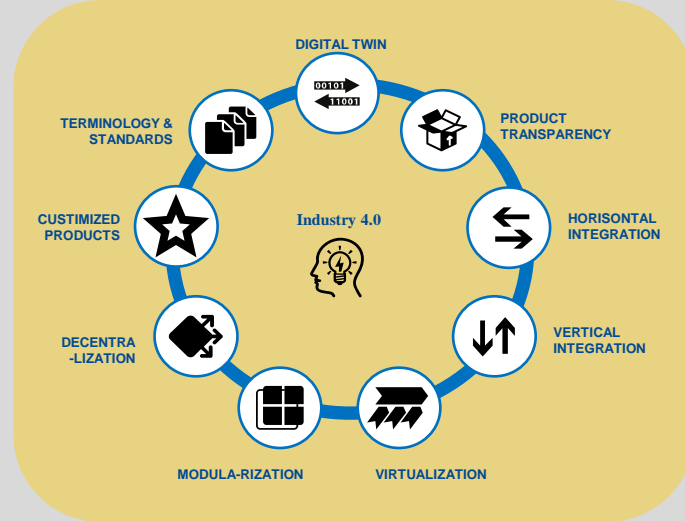 DIGITAL TWIN
00101
11001
PRODUCT
TRANSPARENCY
HORISONTAL
INTEGRATION
VERTICAL
INTEGRATION
VIRTUALIZATION
MODULA-RIZATION
DECENTRA
-LIZATION
CUSTIMIZED
PRODUCTS
TERMINOLOGY &
STANDARDS
Industry 4.0